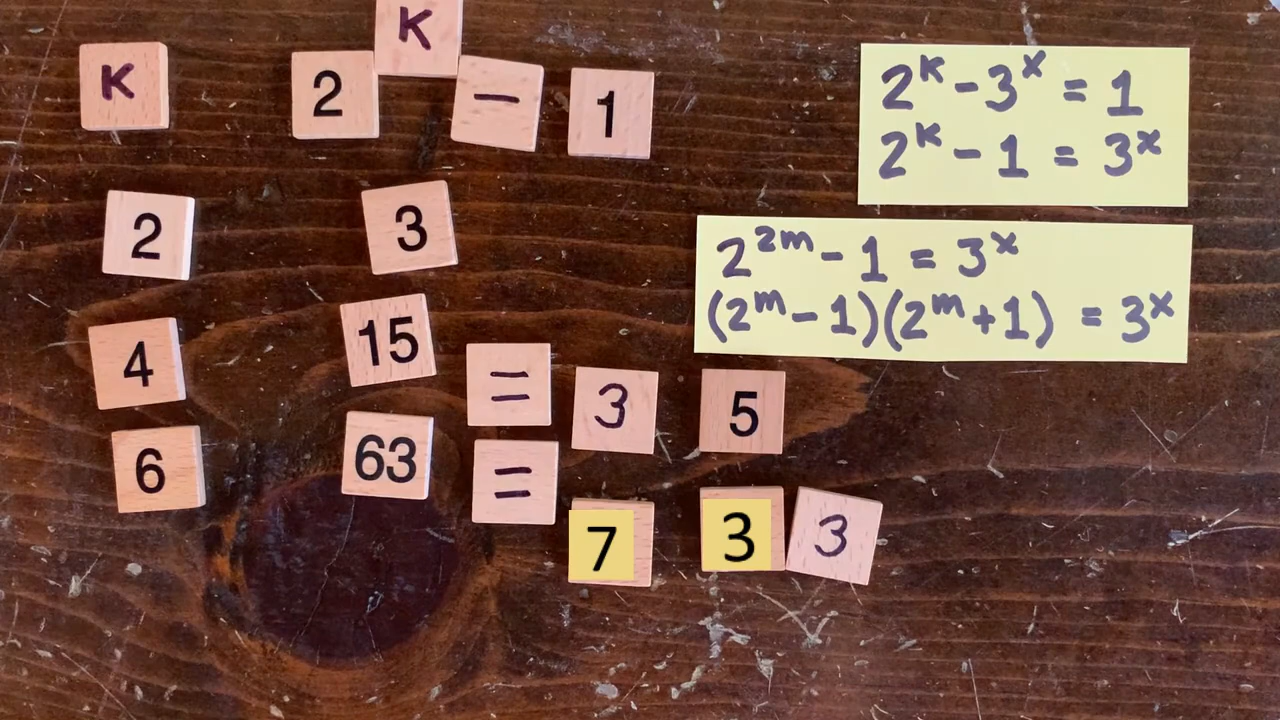 K 2 K - 1
2 3
4 15 = 3 5
6 63 = 7 3 3
2^k - 3^x = 1
2^k - 1 = 3^x
2^2m - 1 = 3^x
(2^m - 1)(2^m + 1) = 3^x